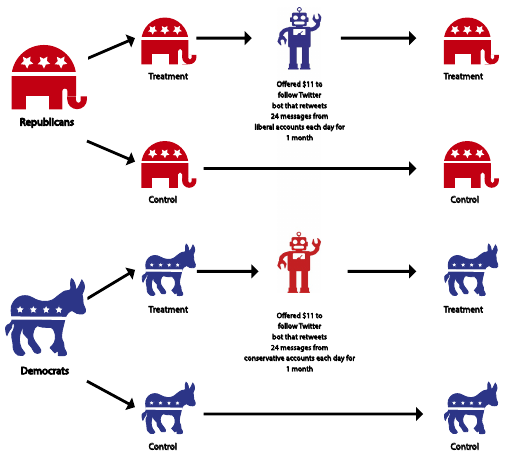 Treatment
Treatment
Offered $11 to
follow Twitter
bot that retweets
24 messages from
liberal accounts each day for
1 month
Republicans
Control
Control
Treatment
Treatment
Offered $11 to
follow Twitter
bot that retweets
24 messages from
conservative accounts each day for
1 month
Democrats
Control
Control